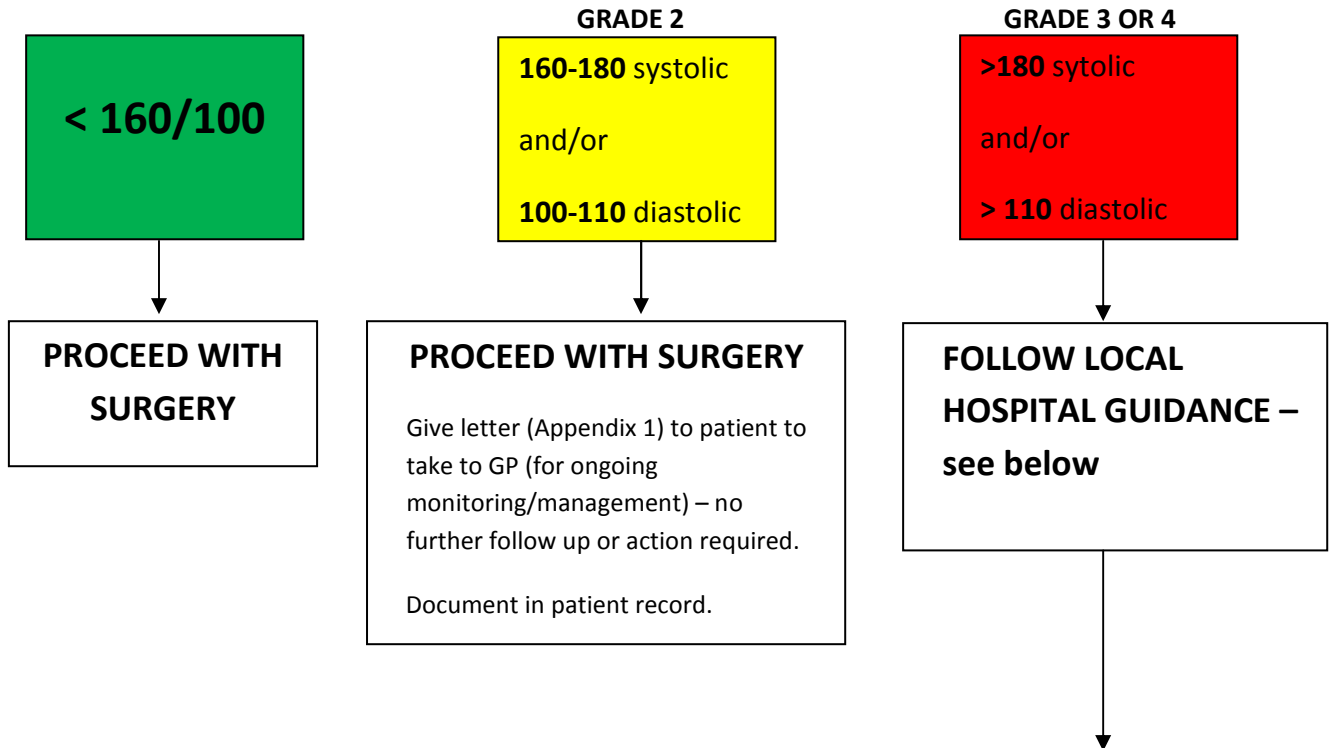 < 160/100
PROCEED WITH
SURGERY
GRADE 2
160-180 systolic
and/or
100-110 diastolic
PROCEED WITH SURGERY
Give letter (Appendix 1) to patient to
take to GP (for ongoing
monitoring/management) – no
further follow up or action required.
Document in patient record.
GRADE 3 OR 4
>180 sytolic
and/or
> 110 diastolic
FOLLOW LOCAL
HOSPITAL GUIDANCE –
see below